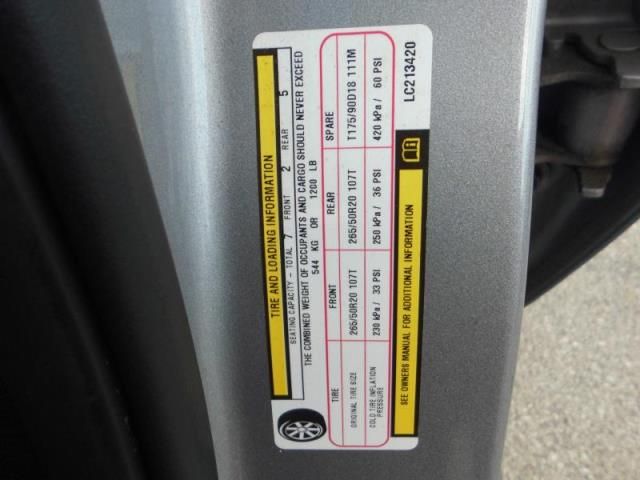 TIRE AND LOADING INFORMATION
SEATING CAPACITY - TOTAL 7 FRONT 2 REAR 5
THE COMBINED WEIGHT OF OCCUPANTS AND CARGO SHOULD NEVER EXCEED
544 KG OR 1200 LB
TIRE FRONT REAR SPARE
ORIGINAL TIRE SIZE 265/50R20 107T 265/50R20 107T T175/90D18 111M
COLD TIRE INFLATION PRESSURE 230 kPa / 33 PSI 250 kPa / 36 PSI 420 kPa / 60 PSI
SEE OWNERS MANUAL FOR ADDITIONAL INFORMATION
LC213420